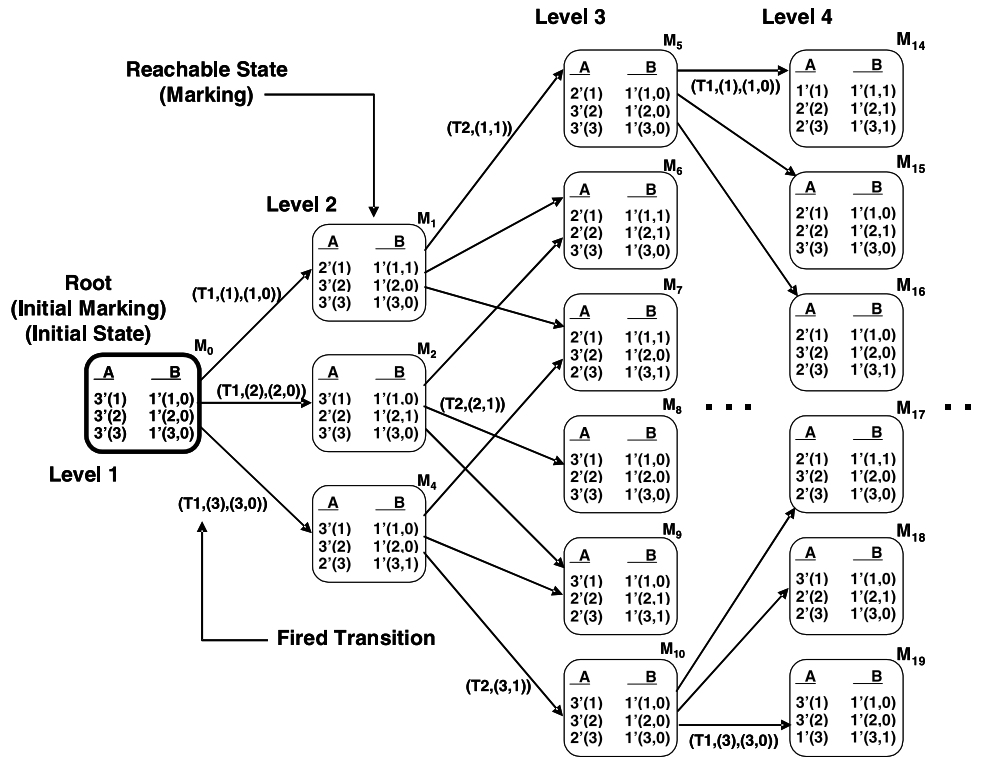 Level 3
Level 4
Reachable State
(Marking)
Level 2
Root
(Initial Marking)
(Initial State)
Level 1
Fired Transition
M0
A B
3'(1) 1'(1,0)
3'(2) 1'(2,0)
3'(3) 1'(3,0)
(T1,(1),(1,0))
(T1,(2),(2,0))
(T1,(3),(3,0))
M1
A B
2'(1) 1'(1,1)
3'(2) 1'(2,0)
3'(3) 1'(3,0)
M2
A B
3'(1) 1'(1.0)
2'(2) 1'(2,1)
3'(3) 1'(3,0)
M4
A B
3'(1) 1'(1,0)
3'(2) 1'(2,0)
2'(3) 1'(3,1)
(T2,(1,1))
(T2,(2,1))
(T2,(3,1))
M5
A B
2'(1) 1'(1,0)
3'(2) 1'(2,0)
3'(3) 1'(3,0)
M6
A B
2'(1) 1'(1,1)
2'(2) 1'(2,1)
3'(3) 1'(3,0)
M7
A B
2'(1) 1'(1,1)
3'(2) 1'(2,0)
2'(3) 1'(3,1)
M8
A B
3'(1) 1'(1,0)
2'(2) 1'(2,0)
3'(3) 1'(3,0)
M9
A B
3'(1) 1'(1,0)
2'(2) 1'(2,1)
2'(3) 1'(3,1)
M10
A B
3'(1) 1'(1,0)
3'(2) 1'(2,0)
2'(3) 1'(3,0)
(T1,(1),(1,0))
(T1,(3),(3,0))
M14
A B
1'(1) 1'(1,1)
2'(2) 1'(2,1)
2'(3) 1'(3,1)
M15
A B
2'(1) 1'(1,0)
2'(2) 1'(2,1)
3'(3) 1'(3,0)
M16
A B
2'(1) 1'(1,0)
3'(2) 1'(2,0)
2'(3) 1'(3,1)
. . .
. .
M17
A B
2'(1) 1'(1,1)
3'(2) 1'(2,0)
2'(3) 1'(3,0)
M18
A B
3'(1) 1'(1,0)
2'(2) 1'(2,1)
2'(3) 1'(3,0)
M19
A B
3'(1) 1'(1,0)
3'(2) 1'(2,0)
1'(3) 1'(3,1)